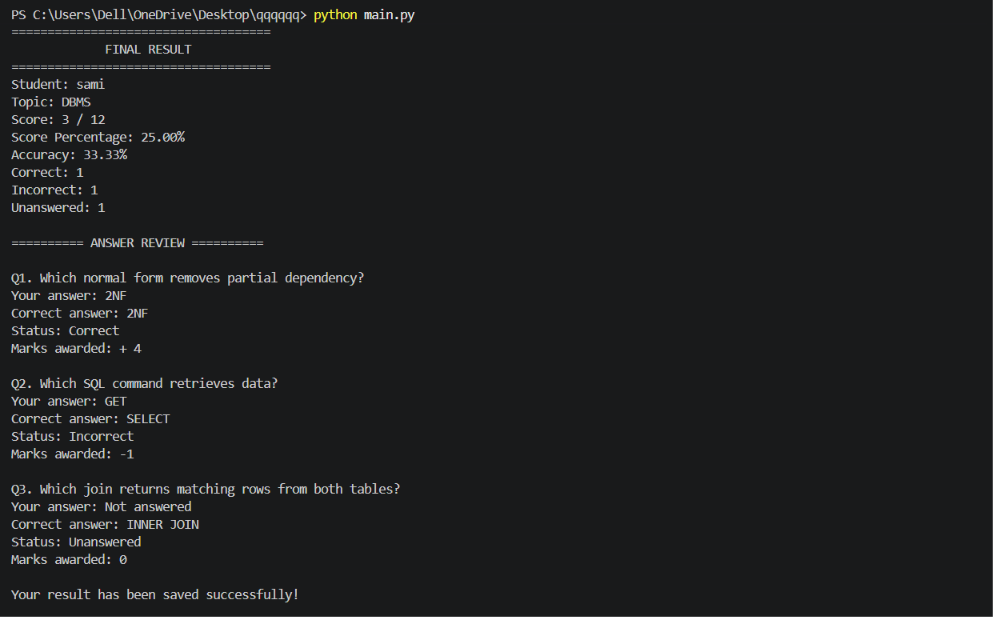 PS C:\Users\Dell\OneDrive\Desktop\qqqqqq> python main.py
====================================
FINAL RESULT
====================================
Student: sami
Topic: DBMS
Score: 3 / 12
Score Percentage: 25.00%
Accuracy: 33.33%
Correct: 1
Incorrect: 1
Unanswered: 1
========== ANSWER REVIEW ==========
Q1. Which normal form removes partial dependency?
Your answer: 2NF
Correct answer: 2NF
Status: Correct
Marks awarded: + 4
Q2. Which SQL command retrieves data?
Your answer: GET
Correct answer: SELECT
Status: Incorrect
Marks awarded: -1
Q3. Which join returns matching rows from both tables?
Your answer: Not answered
Correct answer: INNER JOIN
Status: Unanswered
Marks awarded: 0
Your result has been saved successfully!